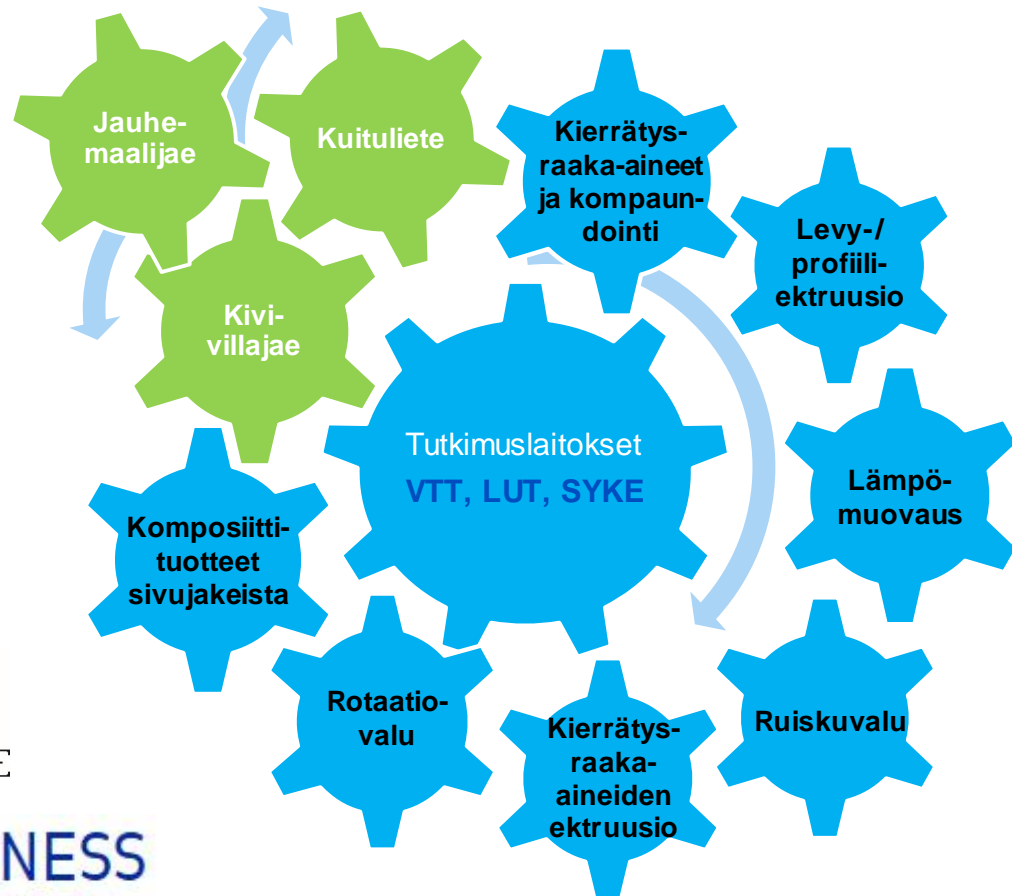 Jauhe-
maalijae
Kuituliete
Kivi-
villajae
Kierrätys-
raaka-aineet
ja kompaun-
dointi
Levy-/
profiili-
ektruusio
Tutkimuslaitokset
VTT, LUT, SYKE
Lämpö-
muovaus
Komposiitti-
tuotteet
sivujakeista
Rotaatio-
valu
Kierrätys-
raaka-
aineiden
ektruusio
Ruiskuvalu
E
NESS